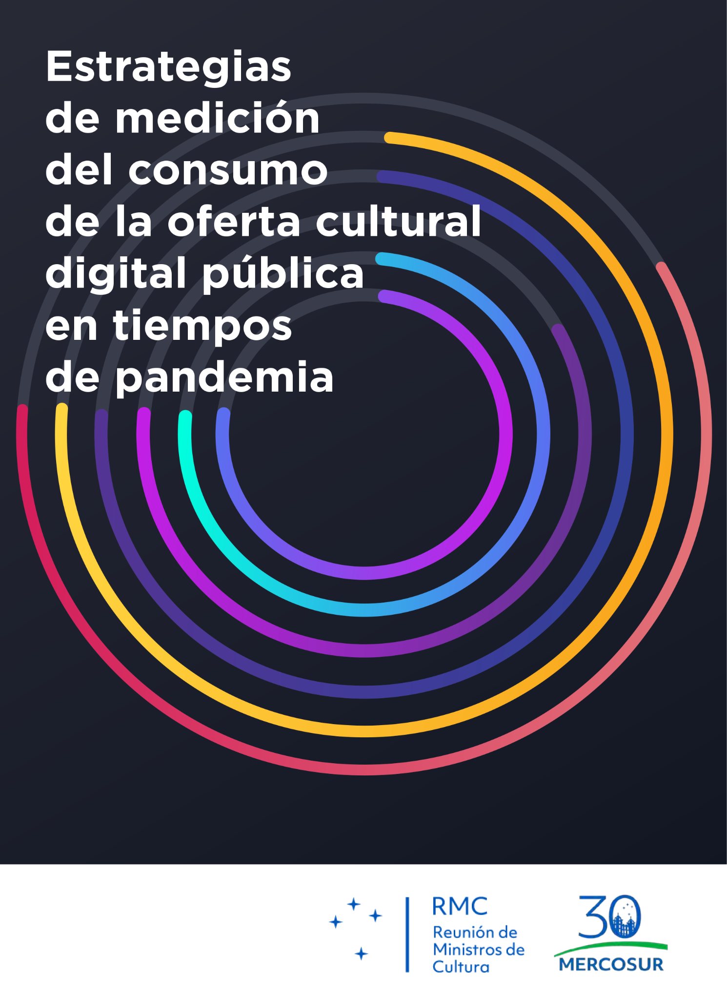 Estrategias
de medición
del consumo
de la oferta cultural
digital pública
en tiempos
de pandemia
RMC
Reunión de
Ministros de
Cultura
30
MERCOSUR